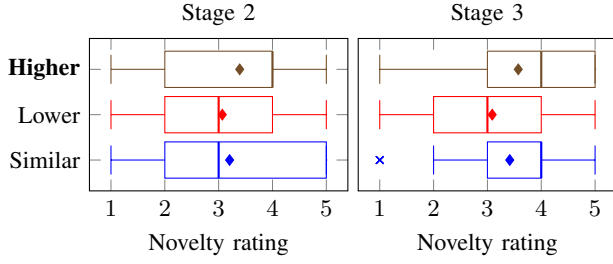 Stage 2
Stage 3
Higher
Lower
Similar
1 2 3 4 5
1 2 3 4 5
Novelty rating
Novelty rating